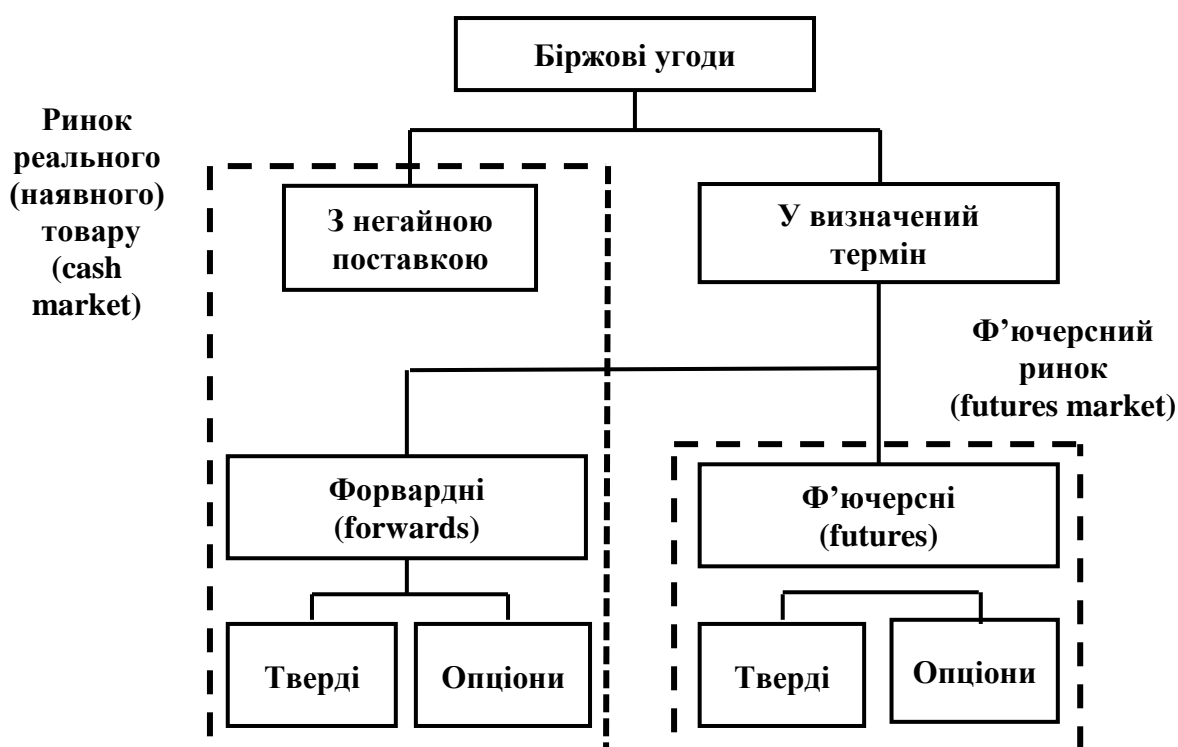 Біржові угоди
Ринок
реального
(наявного)
товару
(cash
market)
З негайною
поставкою
У визначений
термін
Ф’ючерсний
ринок
(futures market)
Форвардні
(forwards)
Ф’ючерсні
(futures)
Тверді
Опціони
Тверді
Опціони